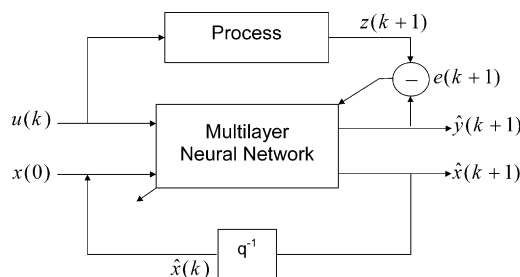 z(k+1)
Process
−
e(k+1)
u(k)
Multilayer
Neural Network
ŷ(k+1)
x(0)
x̂(k+1)
q⁻¹
x̂(k)